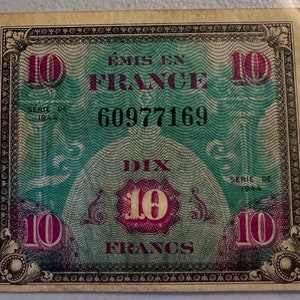 10 ÉMIS EN 10
FRANCE
SÉRIE DE
1944
60977169
DIX
SÉRIE DE
1944
10 10 10
FRANCS